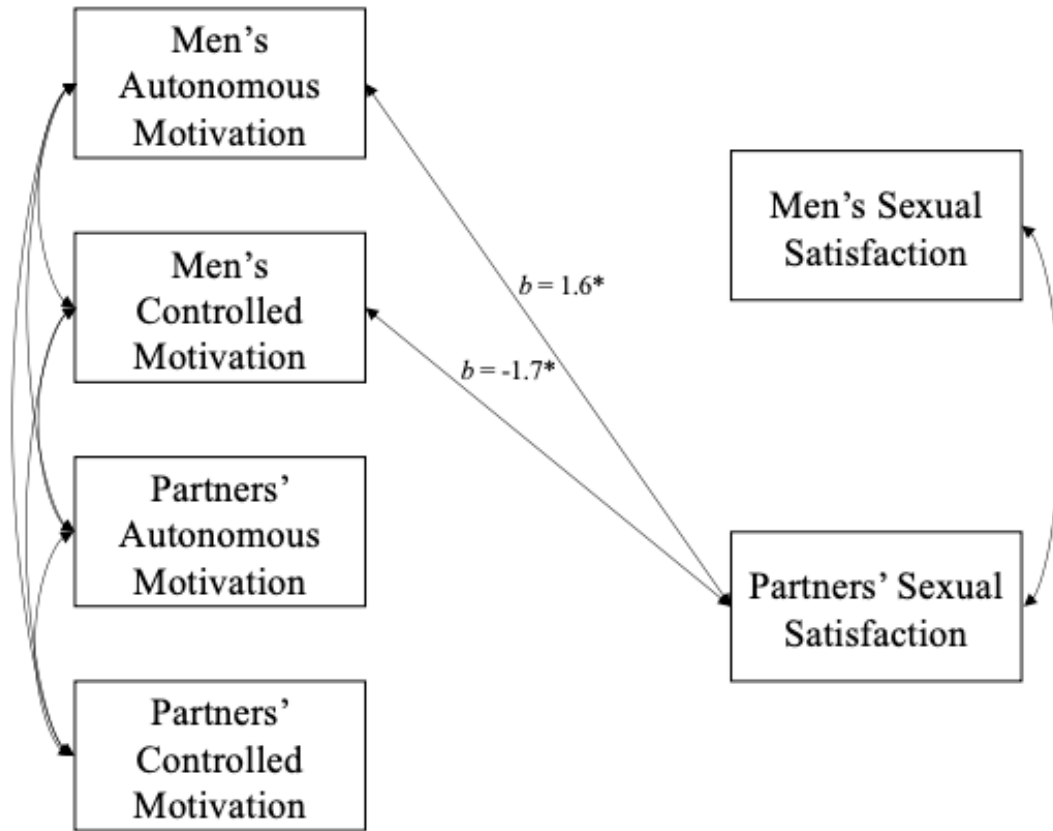 Men's
Autonomous
Motivation
Men's
Controlled
Motivation
Partners'
Autonomous
Motivation
Partners'
Controlled
Motivation
b = 1.6*
b = -1.7*
Men's Sexual
Satisfaction
Partners' Sexual
Satisfaction